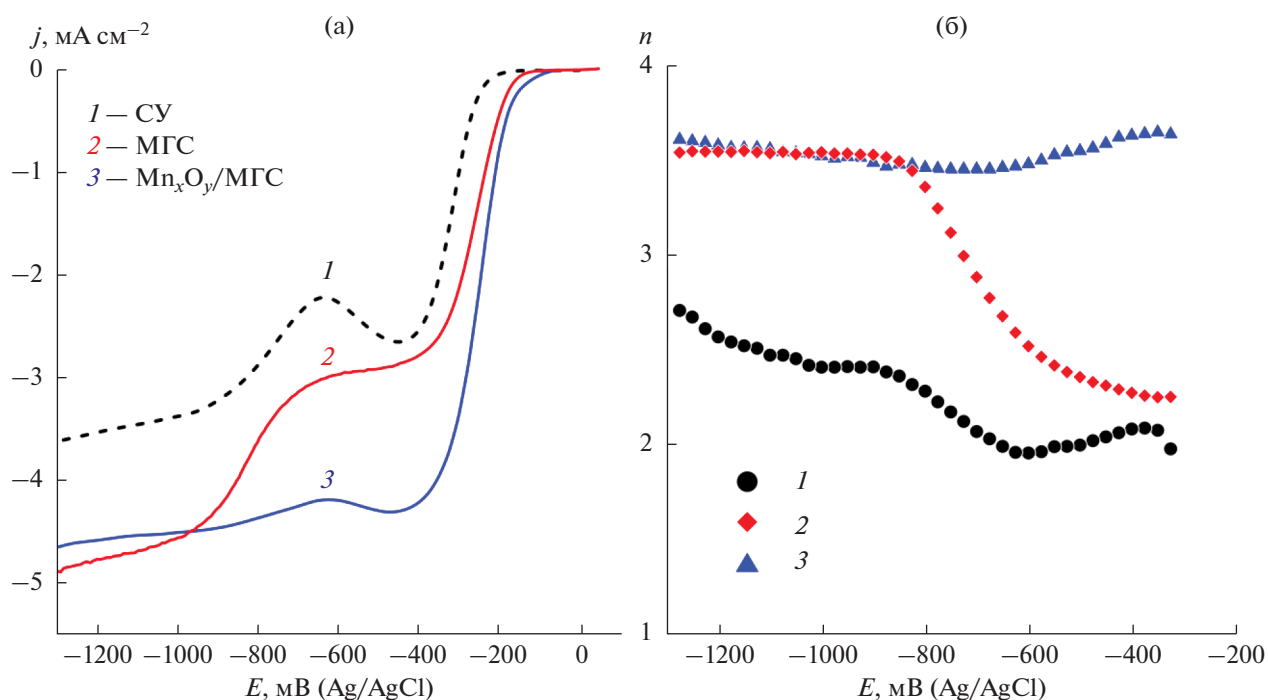 (а)
j, мА см−2
0
−1
−2
−3
−4
−5
1 — СУ
2 — МГС
3 — MnxOy/МГС
1
2
3
−1200 −1000 −800 −600 −400 −200 0
E, мВ (Ag/AgCl)
(б)
n
4
3
2
1
1
2
3
−1200 −1000 −800 −600 −400 −200
E, мВ (Ag/AgCl)